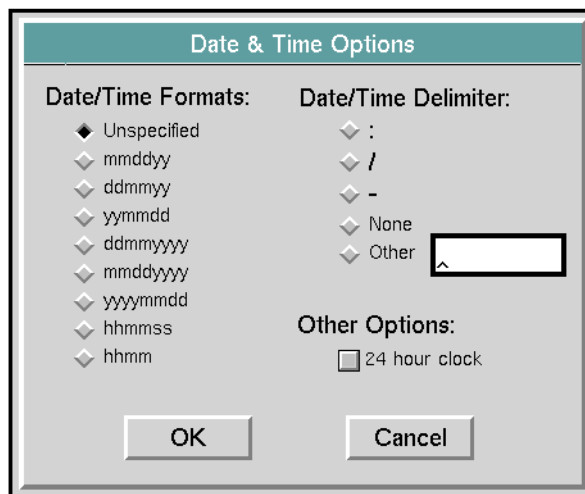 Date & Time Options
Date/Time Formats:
Unspecified
mmddyy
ddmmyy
yymmdd
ddmmyyyy
mmddyyyy
yyyymmdd
hhmmss
hhmm
Date/Time Delimiter:
:
/
-
None
Other
^
Other Options:
24 hour clock
OK
Cancel